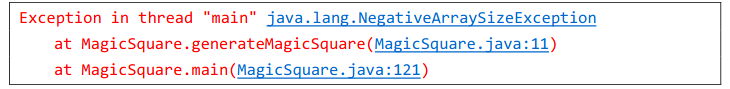 Exception in thread "main" java.lang.NegativeArraySizeException
at MagicSquare.generateMagicSquare(MagicSquare.java:11)
at MagicSquare.main(MagicSquare.java:121)